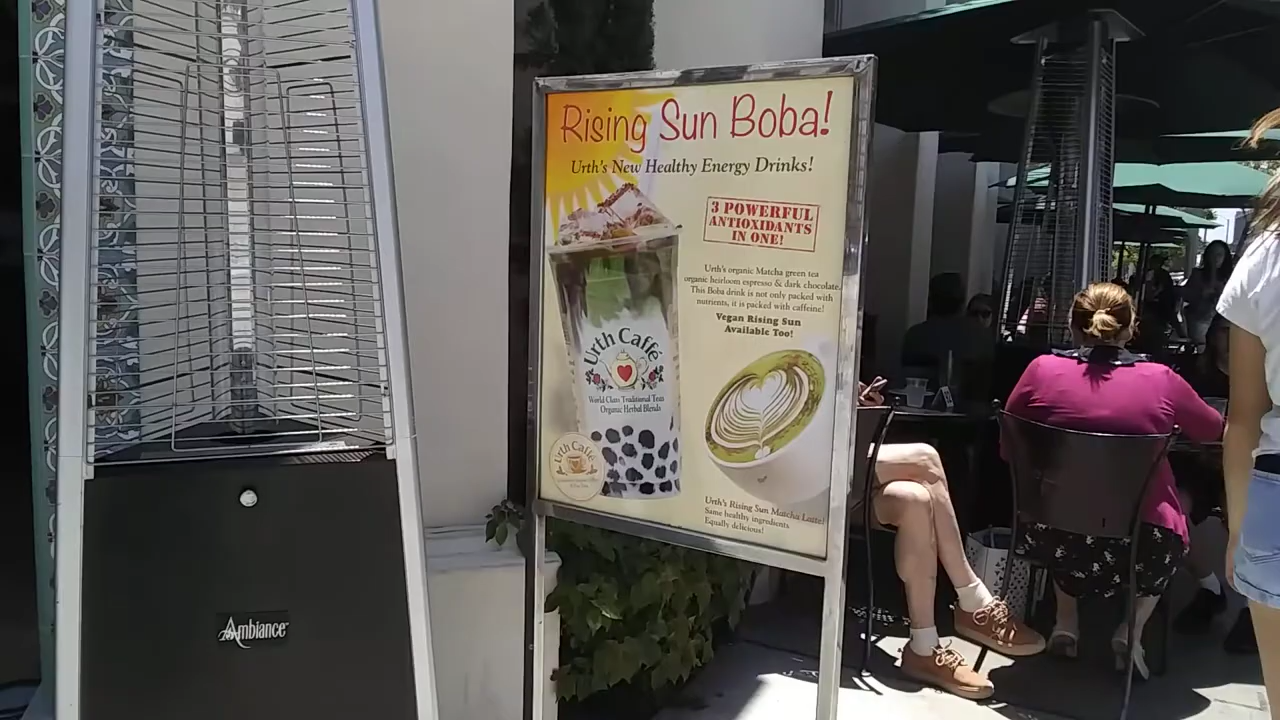 Rising Sun Boba!
Urth's New Healthy Energy Drinks!
3 POWERFUL
ANTIOXIDANTS
IN ONE!
Urth's organic Matcha green tea
organic heirloom espresso & dark chocolate.
This Boba drink is not only packed with
nutrients, it is packed with caffeine!
Vegan Rising Sun
Available Too!
Urth Caffé
World Class Traditional Teas
Organic Herbal Blends
Urth Caffé
Urth's Rising Sun Matcha Latte!
Same healthy ingredients
Equally delicious!
Ambiance